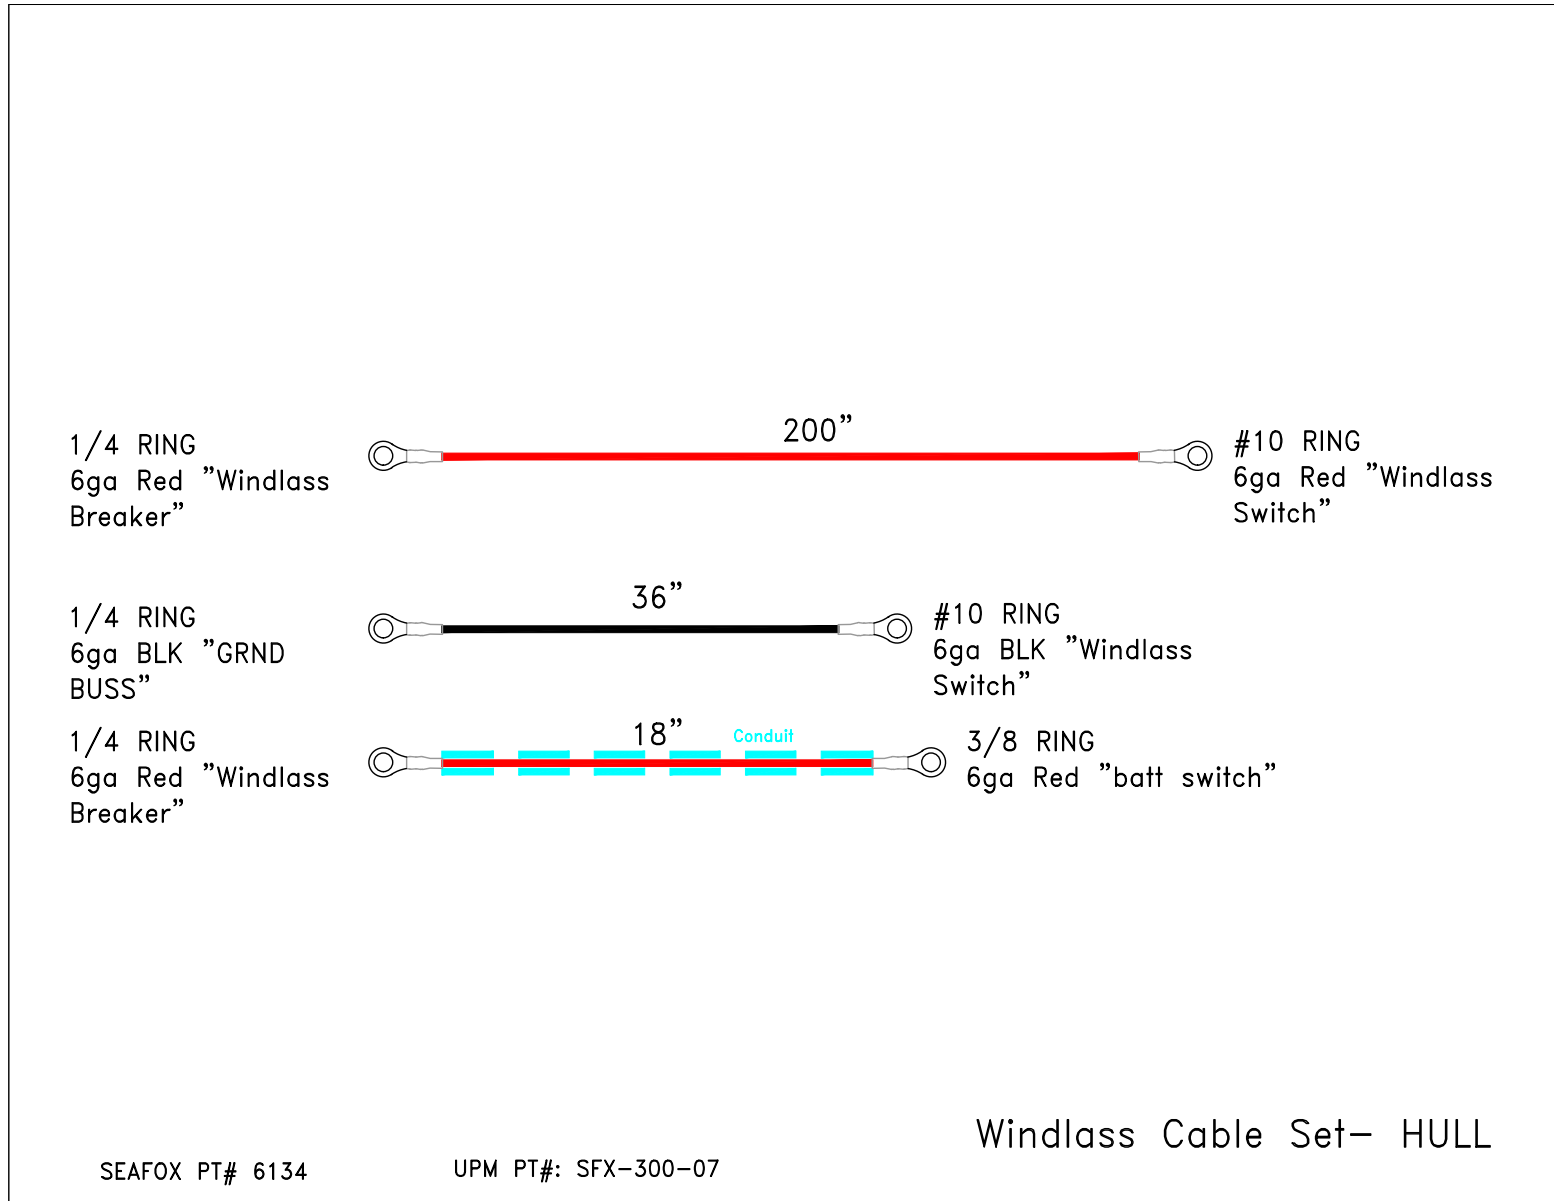 200”
1/4 RING
6ga Red ”Windlass
Breaker”
#10 RING
6ga Red ”Windlass
Switch”
36”
1/4 RING
6ga BLK ”GRND
BUSS”
#10 RING
6ga BLK ”Windlass
Switch”
18”
Conduit
1/4 RING
6ga Red ”Windlass
Breaker”
3/8 RING
6ga Red ”batt switch”
Windlass Cable Set– HULL
SEAFOX PT# 6134
UPM PT#: SFX–300–07